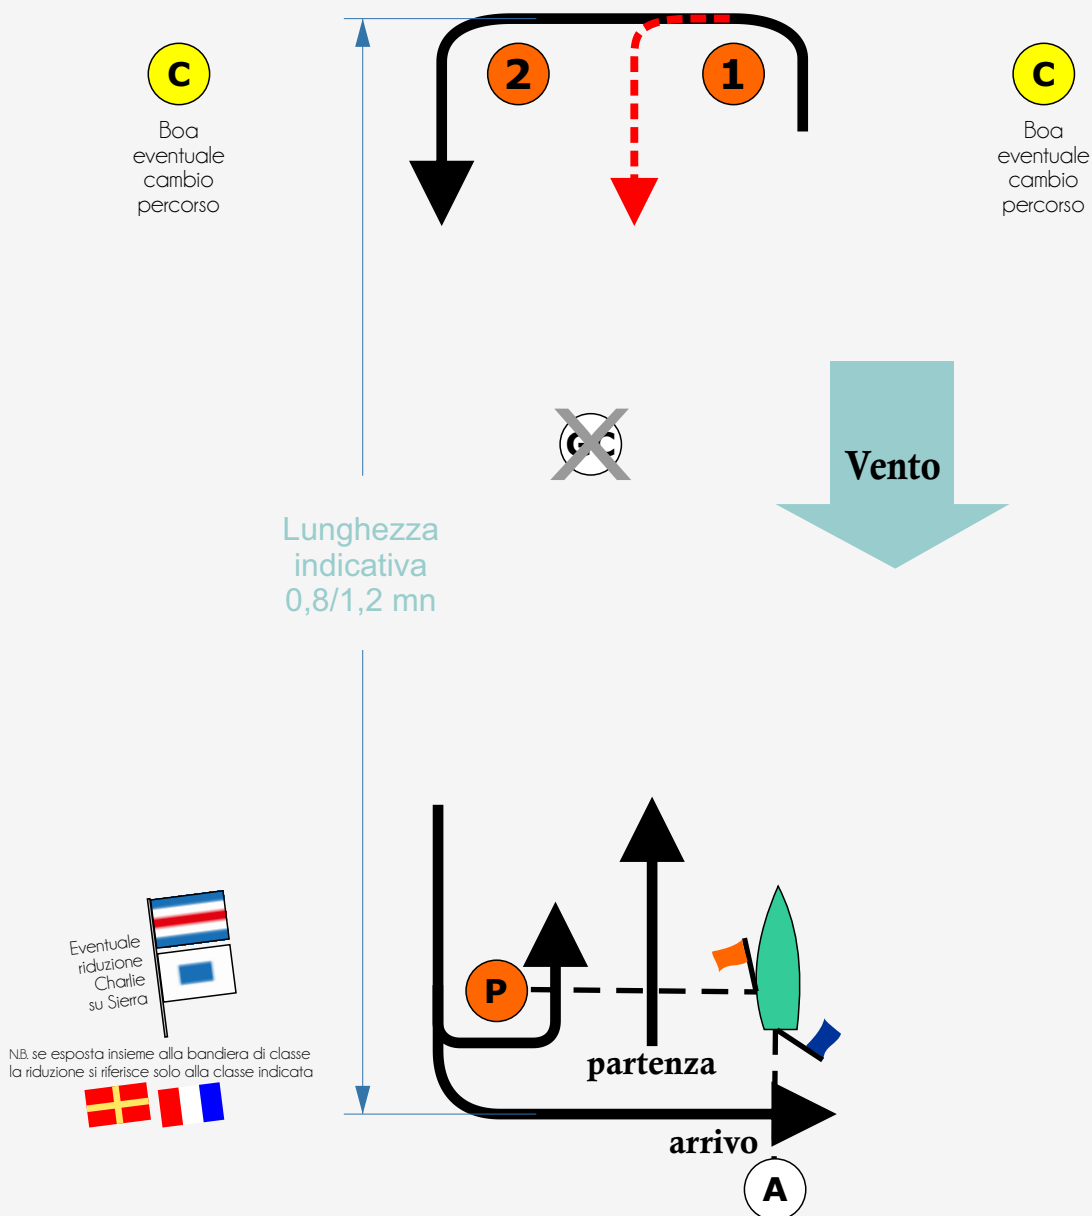 2
1
C
C
Boa
eventuale
cambio
percorso
Boa
eventuale
cambio
percorso
GC
Vento
Lunghezza
indicativa
0,8/1,2 mn
Eventuale
riduzione
Charlie
su Sierra
P
partenza
N.B. se esposta insieme alla bandiera di classe
la riduzione si riferisce solo alla classe indicata
arrivo
A